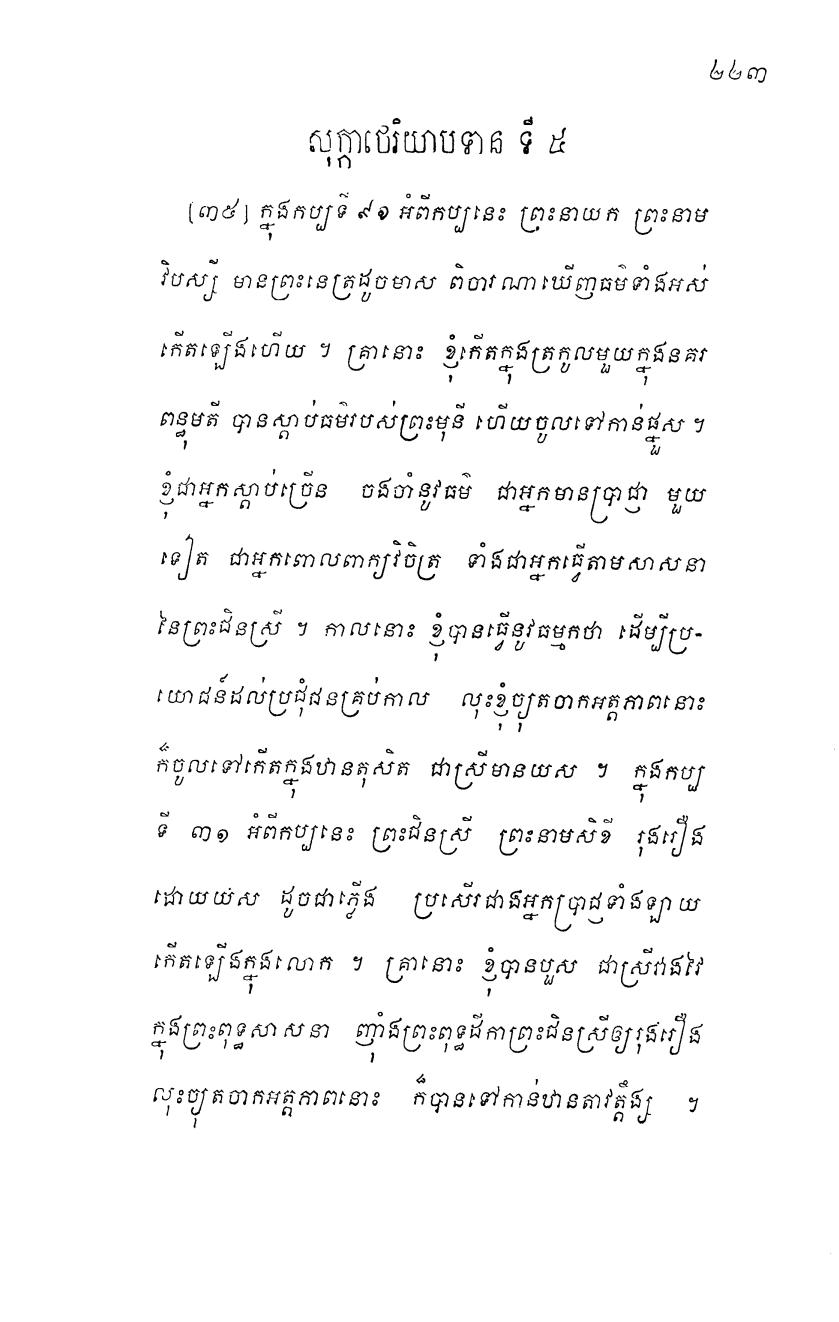 ២២៣
សុក្កាថេរិយាបទាន ទី ៥
[៣៥] ក្នុងកប្បទី ៩១ អំពីកប្បនេះ ព្រះនាយក ព្រះនាម
វិបស្សី មានព្រះនេត្រដូចមាស ពិចារណាឃើញធម៌ទាំងអស់
កើតឡើងហើយ ។ គ្រានោះ ខ្ញុំកើតក្នុងត្រកូលមួយក្នុងនគរ
ពន្ធុមតី បានស្តាប់ធម៌របស់ព្រះមុនី ហើយចូលទៅកាន់ផ្នួស ។
ខ្ញុំជាអ្នកស្តាប់ច្រើន ចងចាំនូវធម៌ ជាអ្នកមានប្រាជ្ញា មួយ
ទៀត ជាអ្នកពោលពាក្យវិចិត្រ ទាំងជាអ្នកធ្វើតាមសាសនា
នៃព្រះជិនស្រី ។ កាលនោះ ខ្ញុំបានធ្វើនូវធម្មកថា ដើម្បីប្រ-
យោជន៍ដល់ប្រជុំជនគ្រប់កាល លុះខ្ញុំច្យុតចាកអត្តភាពនោះ
ក៏ចូលទៅកើតក្នុងឋានតុសិត ជាស្រីមានយស ។ ក្នុងកប្ប
ទី ៣១ អំពីកប្បនេះ ព្រះជិនស្រី ព្រះនាមសិខី រុងរឿង
ដោយយស ដូចជាភ្លើង ប្រសើរជាងអ្នកប្រាជ្ញទាំងឡាយ
កើតឡើងក្នុងលោក ។ គ្រានោះ ខ្ញុំបានបួស ជាស្រីវាងវៃ
ក្នុងព្រះពុទ្ធសាសនា ញុំាងព្រះពុទ្ធដីកាព្រះជិនស្រីឲ្យរុងរឿង
លុះច្យុតចាកអត្តភាពនោះ ក៏បានទៅកាន់ឋានតាវត្តឹង្ស ។